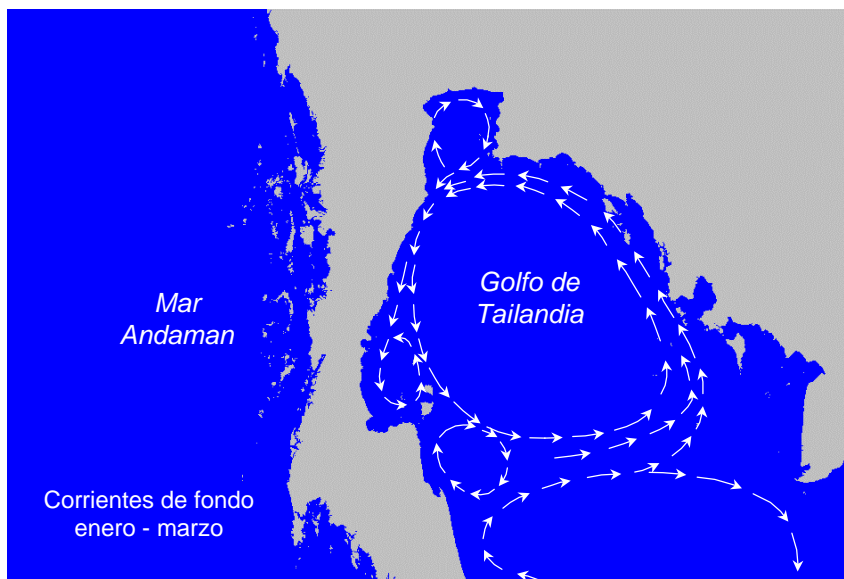 Golfo de
Tailandia
Mar
Andaman
Corrientes de fondo
enero - marzo